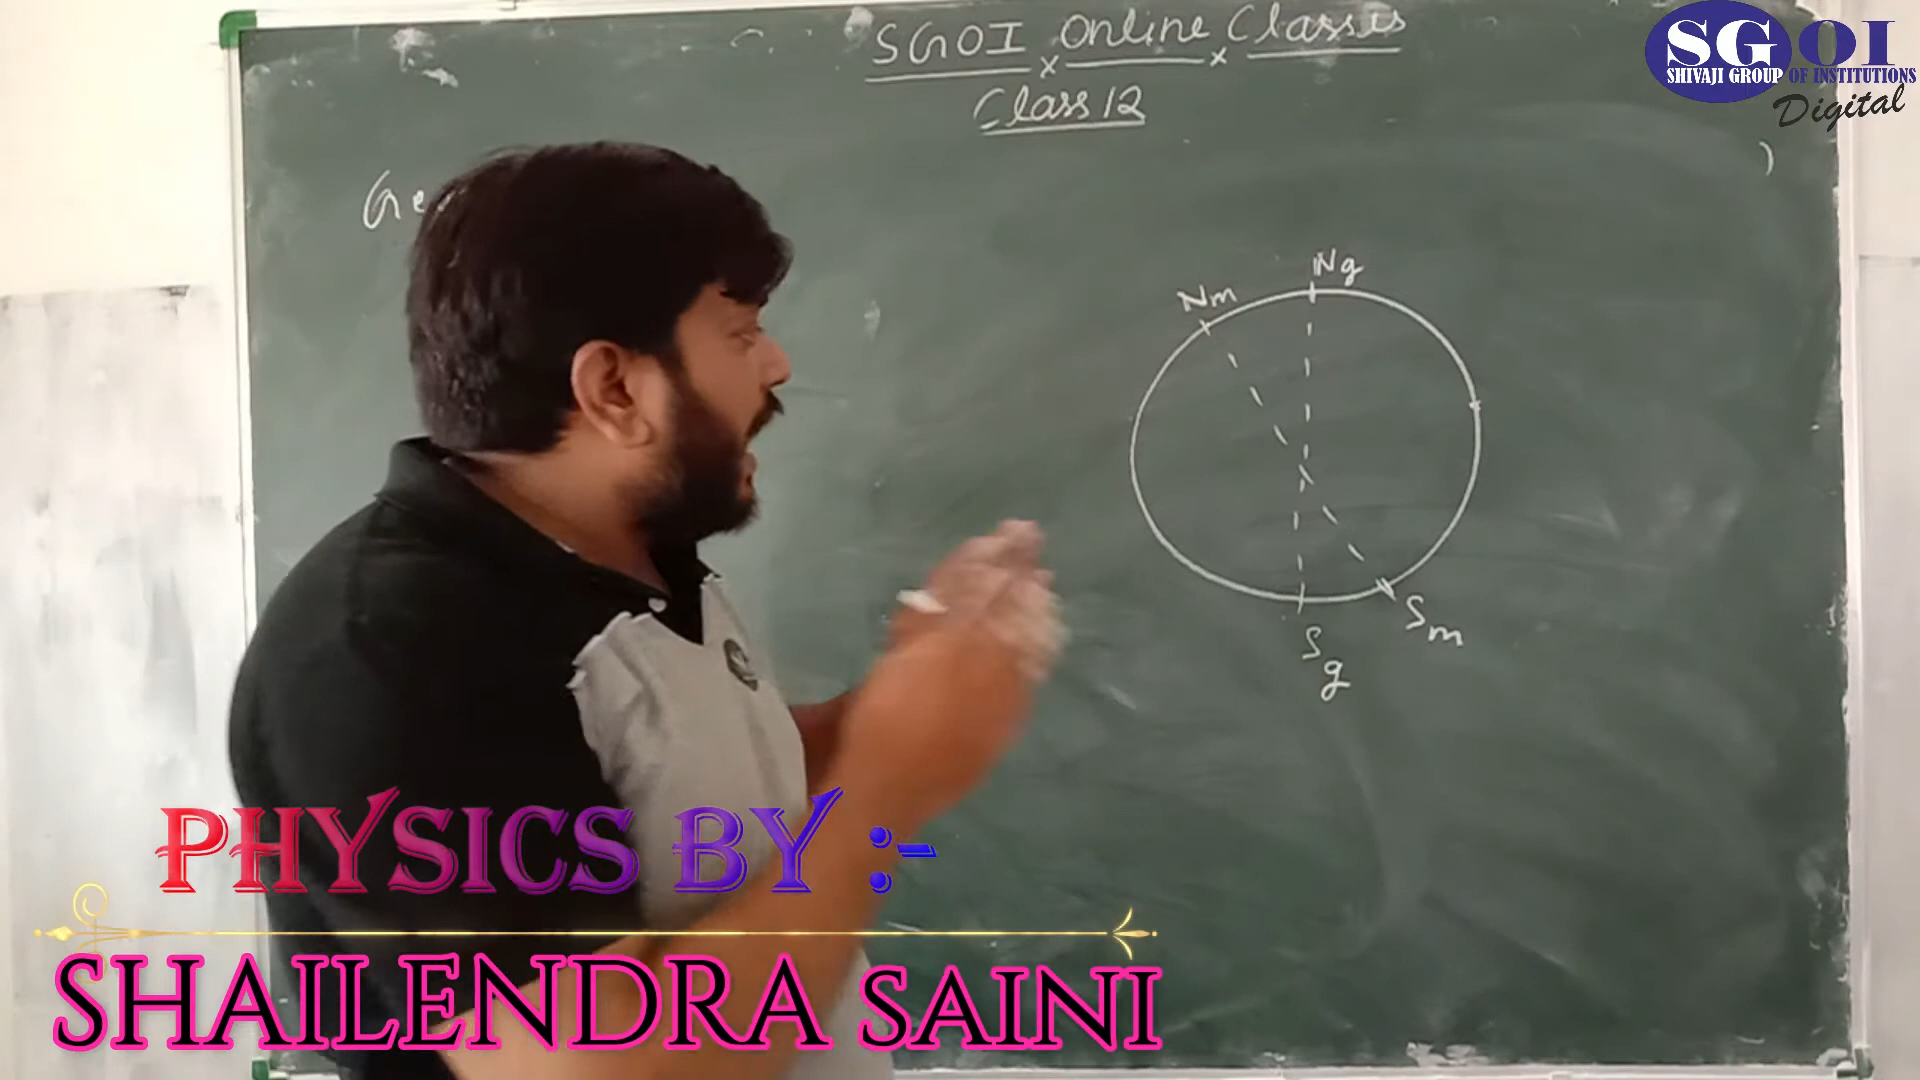 SGOI Online Classes
Class 12
SGOI
SHIVAJI GROUP OF INSTITUTIONS
Digital
Ng
Nm
Sm
Sg
PHYSICS BY :-
SHAILENDRA SAINI